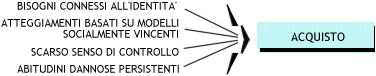 BISOGNI CONNESSI ALL'IDENTITA'
ATTEGGIAMENTI BASATI SU MODELLI
SOCIALMENTE VINCENTI
SCARSO SENSO DI CONTROLLO
ABITUDINI DANNOSE PERSISTENTI
ACQUISTO